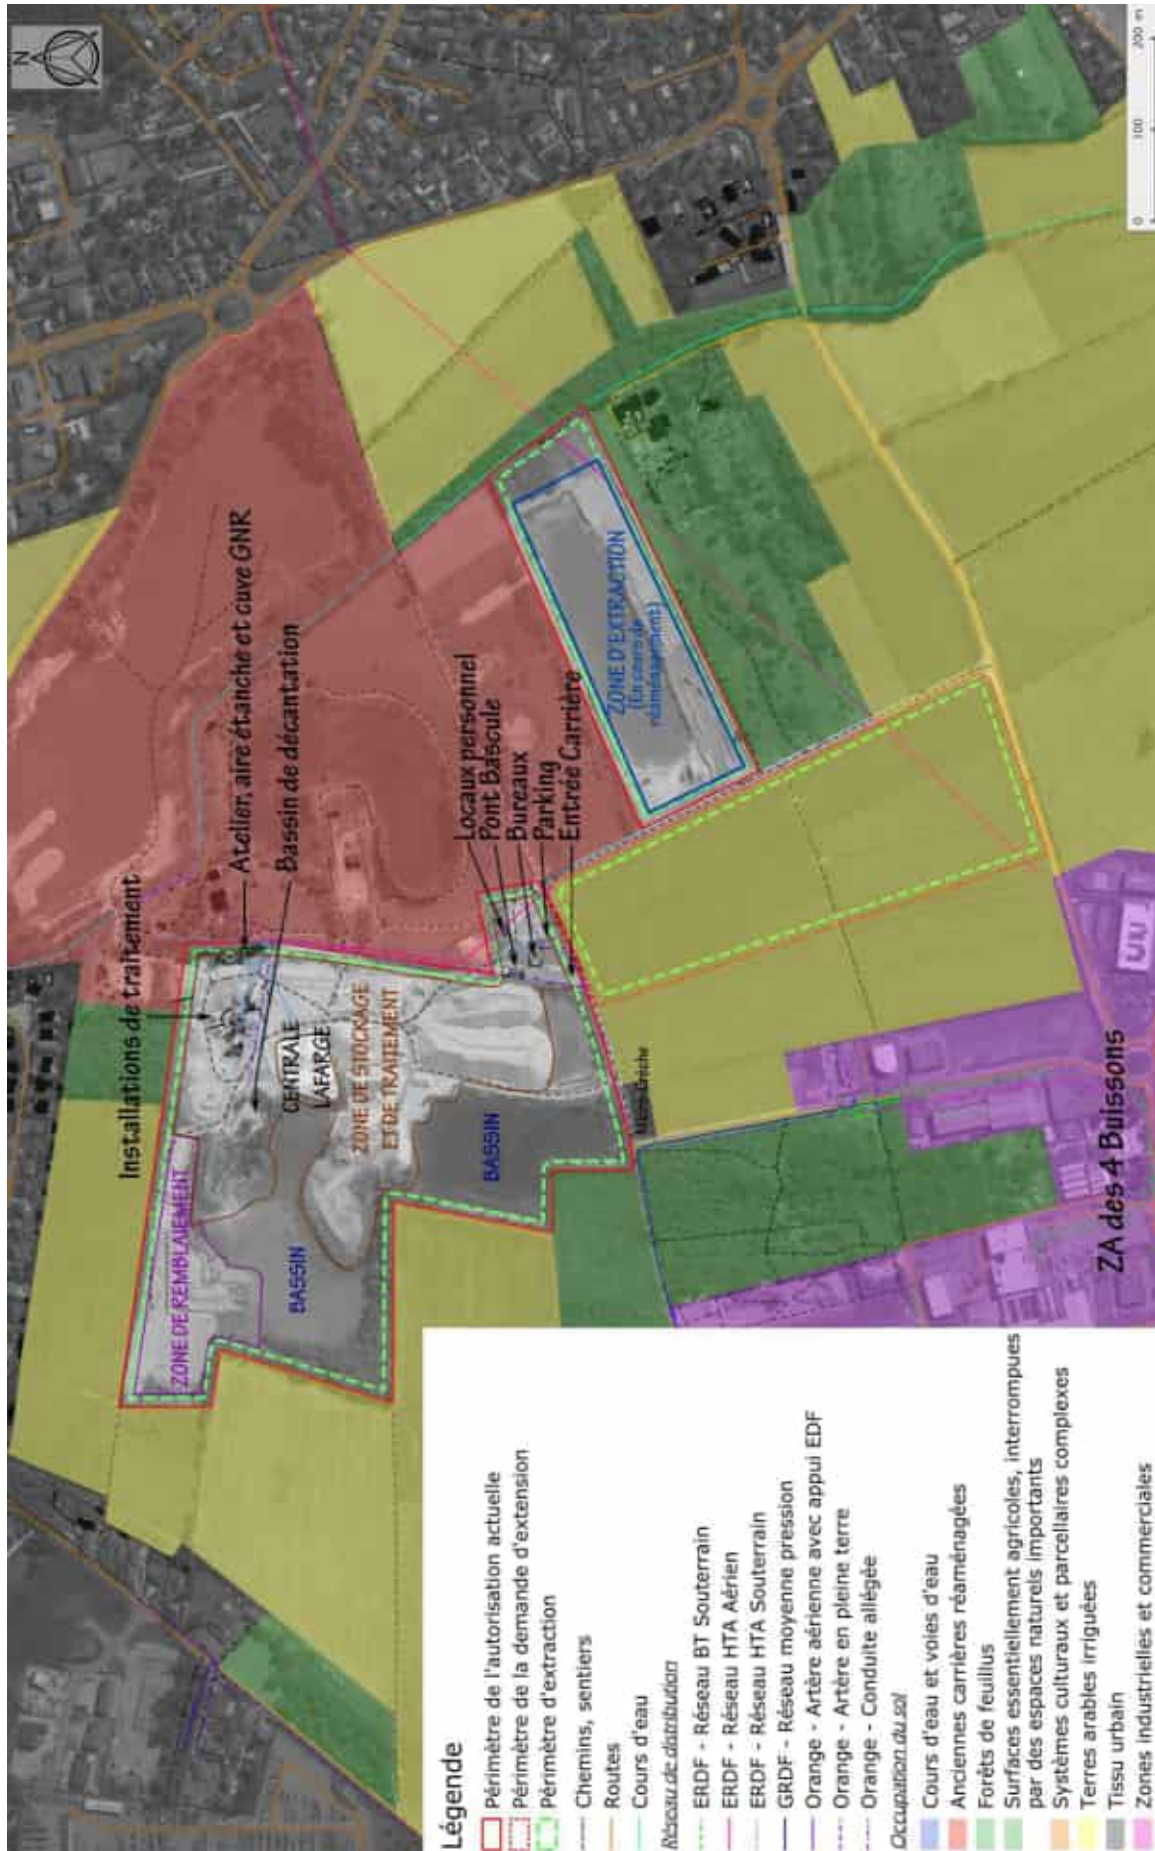 N
Installations de traitement
Atelier, aire étanche et cuve GNR
Bassin de décantation
ZONE DE REMBLAIEMENT
CENTRALE
LAFARGE
BASSIN
ZONE DE STOCKAGE
ET DE TRAITEMENT
BASSIN
Locaux personnel
Pont Bascule
Bureaux
Parking
Entrée Carrière
ZONE D'EXTRACTION
(En cours de
réaménagement)
Crèche
ZA des 4 Buissons
Légende
Périmètre de l'autorisation actuelle
Périmètre de la demande d'extension
Périmètre d'extraction
Chemins, sentiers
Routes
Cours d'eau
Réseau de distribution
ERDF - Réseau BT Souterrain
ERDF - Réseau HTA Aérien
ERDF - Réseau HTA Souterrain
GRDF - Réseau moyenne pression
Orange - Artère aérienne avec appui EDF
Orange - Artère en pleine terre
Orange - Conduite allégée
Occupation du sol
Cours d'eau et voies d'eau
Anciennes carrières réaménagées
Forêts de feuillus
Surfaces essentiellement agricoles, interrompues
par des espaces naturels importants
Systèmes culturaux et parcellaires complexes
Terres arables irriguées
Tissu urbain
Zones industrielles et commerciales
0 100 200 m